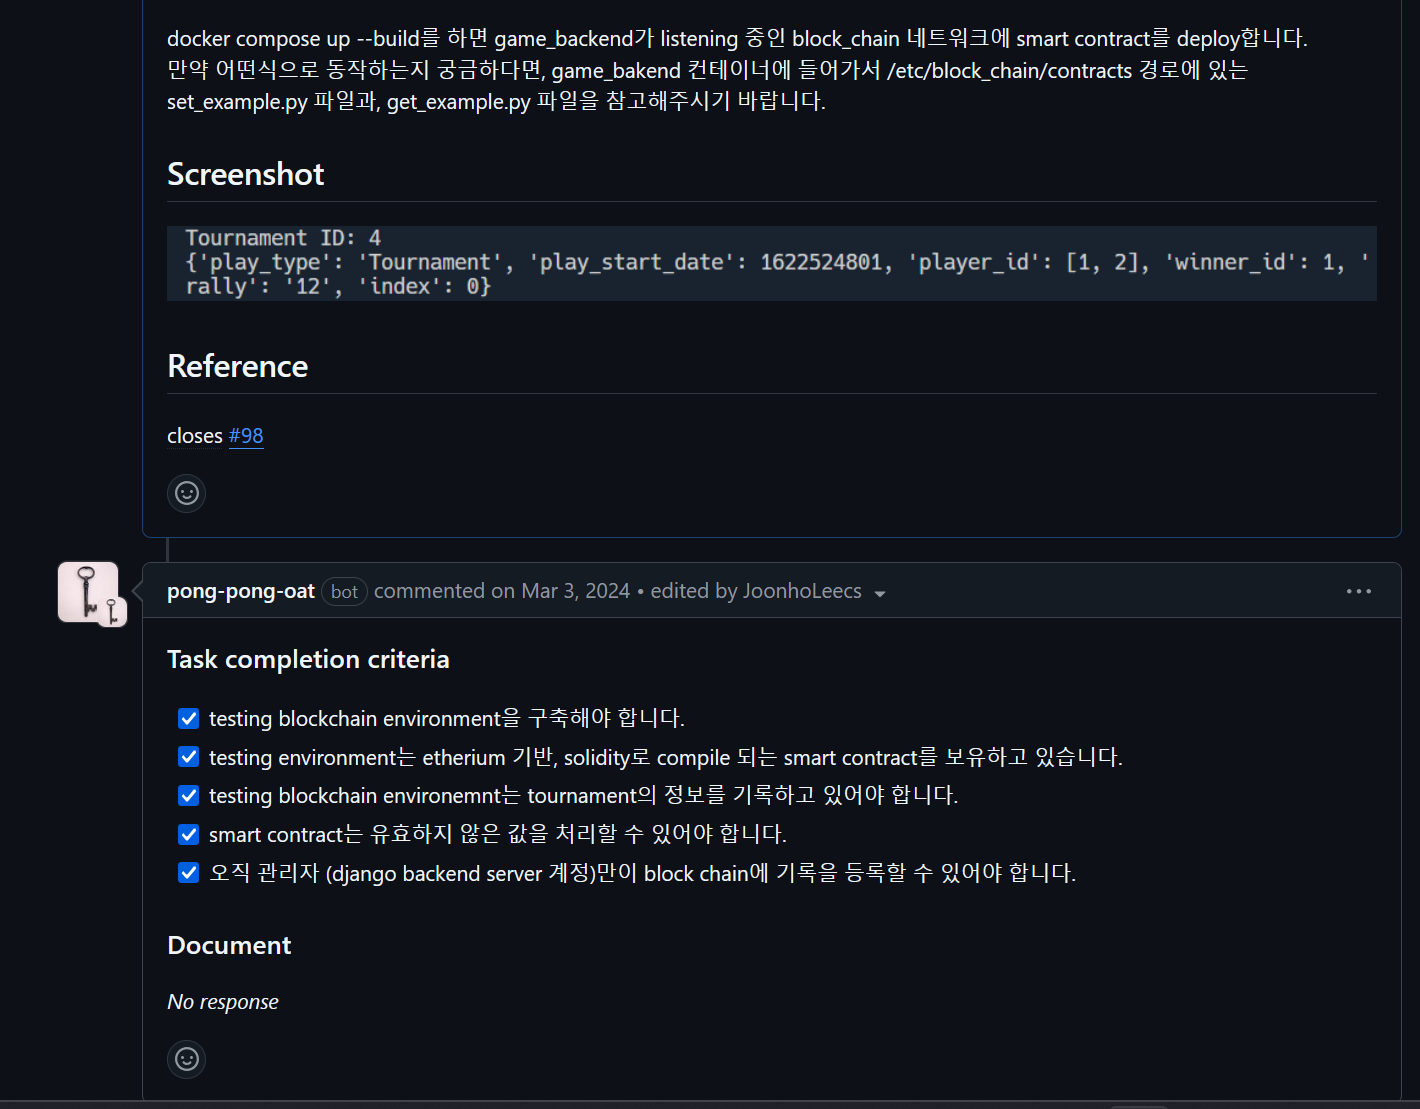 docker compose up --build를 하면 game_backend가 listening 중인 block_chain 네트워크에 smart contract를 deploy합니다.
만약 어떤식으로 동작하는지 궁금하다면, game_bakend 컨테이너에 들어가서 /etc/block_chain/contracts 경로에 있는
set_example.py 파일과, get_example.py 파일을 참고해주시기 바랍니다.
Screenshot
Tournament ID: 4
{'play_type': 'Tournament', 'play_start_date': 1622524801, 'player_id': [1, 2], 'winner_id': 1, '
rally': '12', 'index': 0}
Reference
closes #98
pong-pong-oat bot commented on Mar 3, 2024 • edited by JoonhoLeecs
Task completion criteria
testing blockchain environment을 구축해야 합니다.
testing environment는 etherium 기반, solidity로 compile 되는 smart contract를 보유하고 있습니다.
testing blockchain environemnt는 tournament의 정보를 기록하고 있어야 합니다.
smart contract는 유효하지 않은 값을 처리할 수 있어야 합니다.
오직 관리자 (django backend server 계정)만이 block chain에 기록을 등록할 수 있어야 합니다.
Document
No response